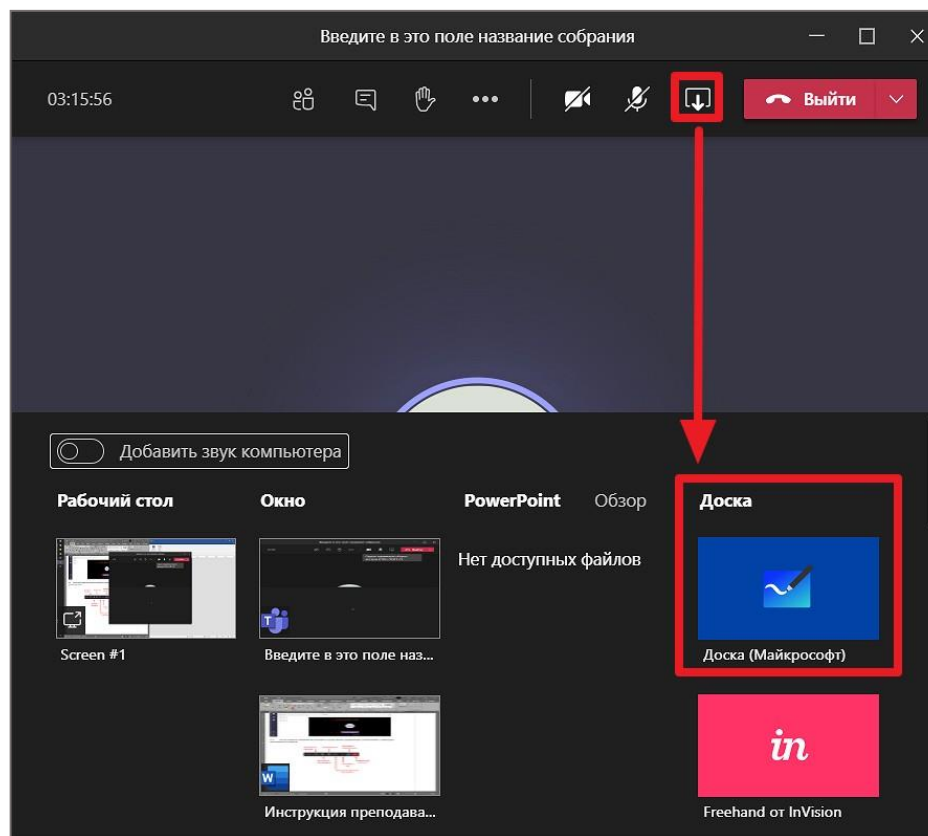 Введите в это поле название собрания
03:15:56
Выйти
Добавить звук компьютера
Рабочий стол
Окно
PowerPoint
Обзор
Доска
Нет доступных файлов
Screen #1
Введите в это поле наз...
Доска (Майкрософт)
W
in
Инструкция преподава...
Freehand от InVision